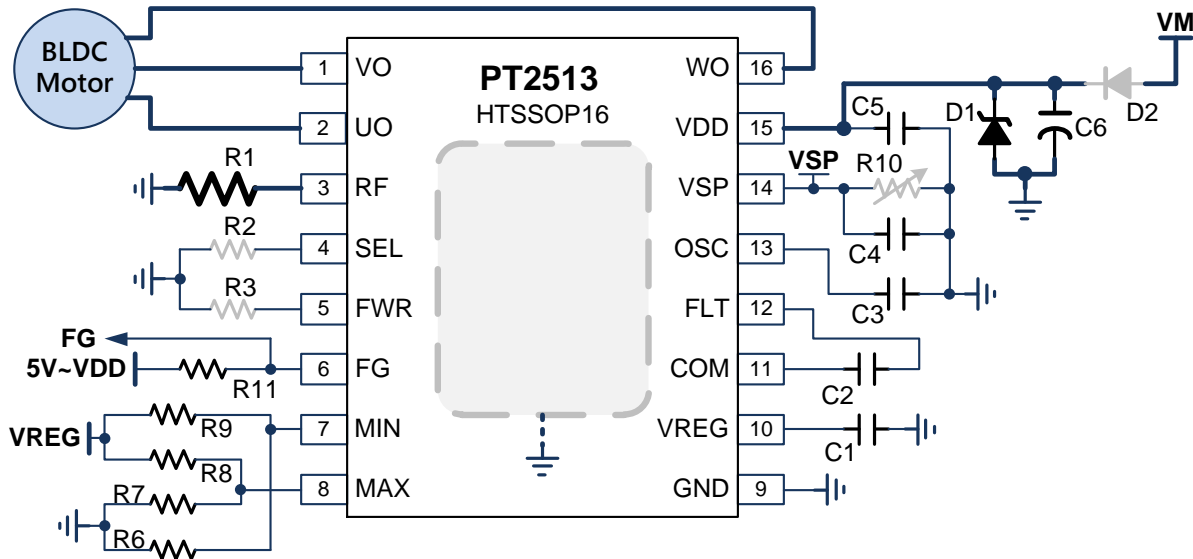 BLDC
Motor
VM
PT2513
HTSSOP16
1 VO
WO 16
2 UO
VDD 15
C5
D1
C6
D2
R1
3 RF
VSP 14
VSP
R10
R2
4 SEL
OSC 13
C4
R3
5 FWR
FLT 12
C3
FG
5V~VDD
R11
6 FG
COM 11
C2
VREG
R9
7 MIN
VREG 10
C1
R8
R7
8 MAX
GND 9
R6